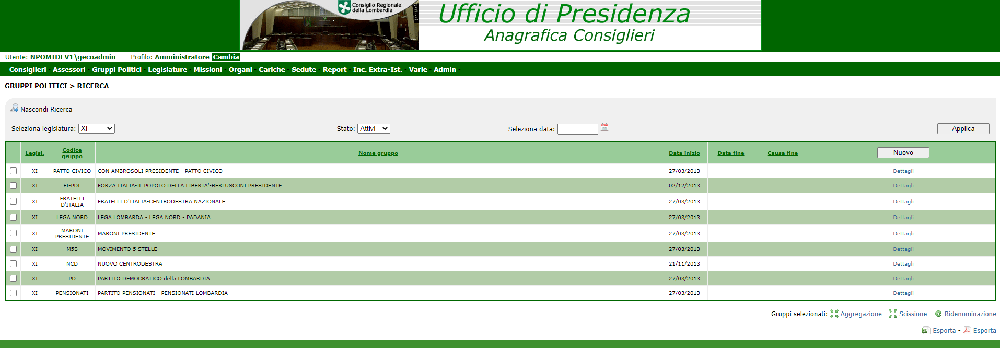 Consiglio Regionale
della Lombardia
Ufficio di Presidenza
Anagrafica Consiglieri
Utente: NPOMIDEV1\gecoadmin Profilo: Amministratore Cambia
Consiglieri - Assessori - Gruppi Politici - Legislature - Missioni - Organi - Cariche - Sedute - Report - Inc. Extra-Ist. - Varie - Admin -
GRUPPI POLITICI > RICERCA
Nascondi Ricerca
Seleziona legislatura: XI Stato: Attivi Seleziona data: Applica
Legisl. Codice gruppo Nome gruppo Data inizio Data fine Causa fine Nuovo
XI PATTO CIVICO CON AMBROSOLI PRESIDENTE - PATTO CIVICO 27/03/2013 Dettagli
XI FI-PDL FORZA ITALIA-IL POPOLO DELLA LIBERTA'-BERLUSCONI PRESIDENTE 02/12/2013 Dettagli
XI FRATELLI D'ITALIA FRATELLI D'ITALIA-CENTRODESTRA NAZIONALE 27/03/2013 Dettagli
XI LEGA NORD LEGA LOMBARDA - LEGA NORD - PADANIA 27/03/2013 Dettagli
XI MARONI PRESIDENTE MARONI PRESIDENTE 27/03/2013 Dettagli
XI M5S MOVIMENTO 5 STELLE 27/03/2013 Dettagli
XI NCD NUOVO CENTRODESTRA 21/11/2013 Dettagli
XI PD PARTITO DEMOCRATICO della LOMBARDIA 27/03/2013 Dettagli
XI PENSIONATI PARTITO PENSIONATI - PENSIONATI LOMBARDIA 27/03/2013 Dettagli
Gruppi selezionati: Aggregazione - Scissione - Ridenominazione
Esporta - Esporta